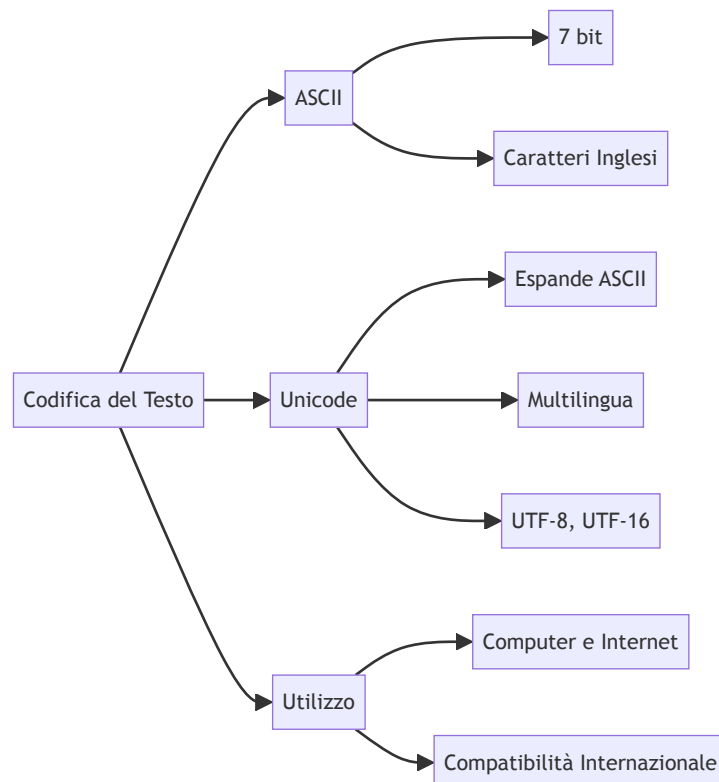 7 bit
ASCII
Caratteri Inglesi
Espande ASCII
Codifica del Testo
Unicode
Multilingua
UTF-8, UTF-16
Computer e Internet
Utilizzo
Compatibilità Internazionale